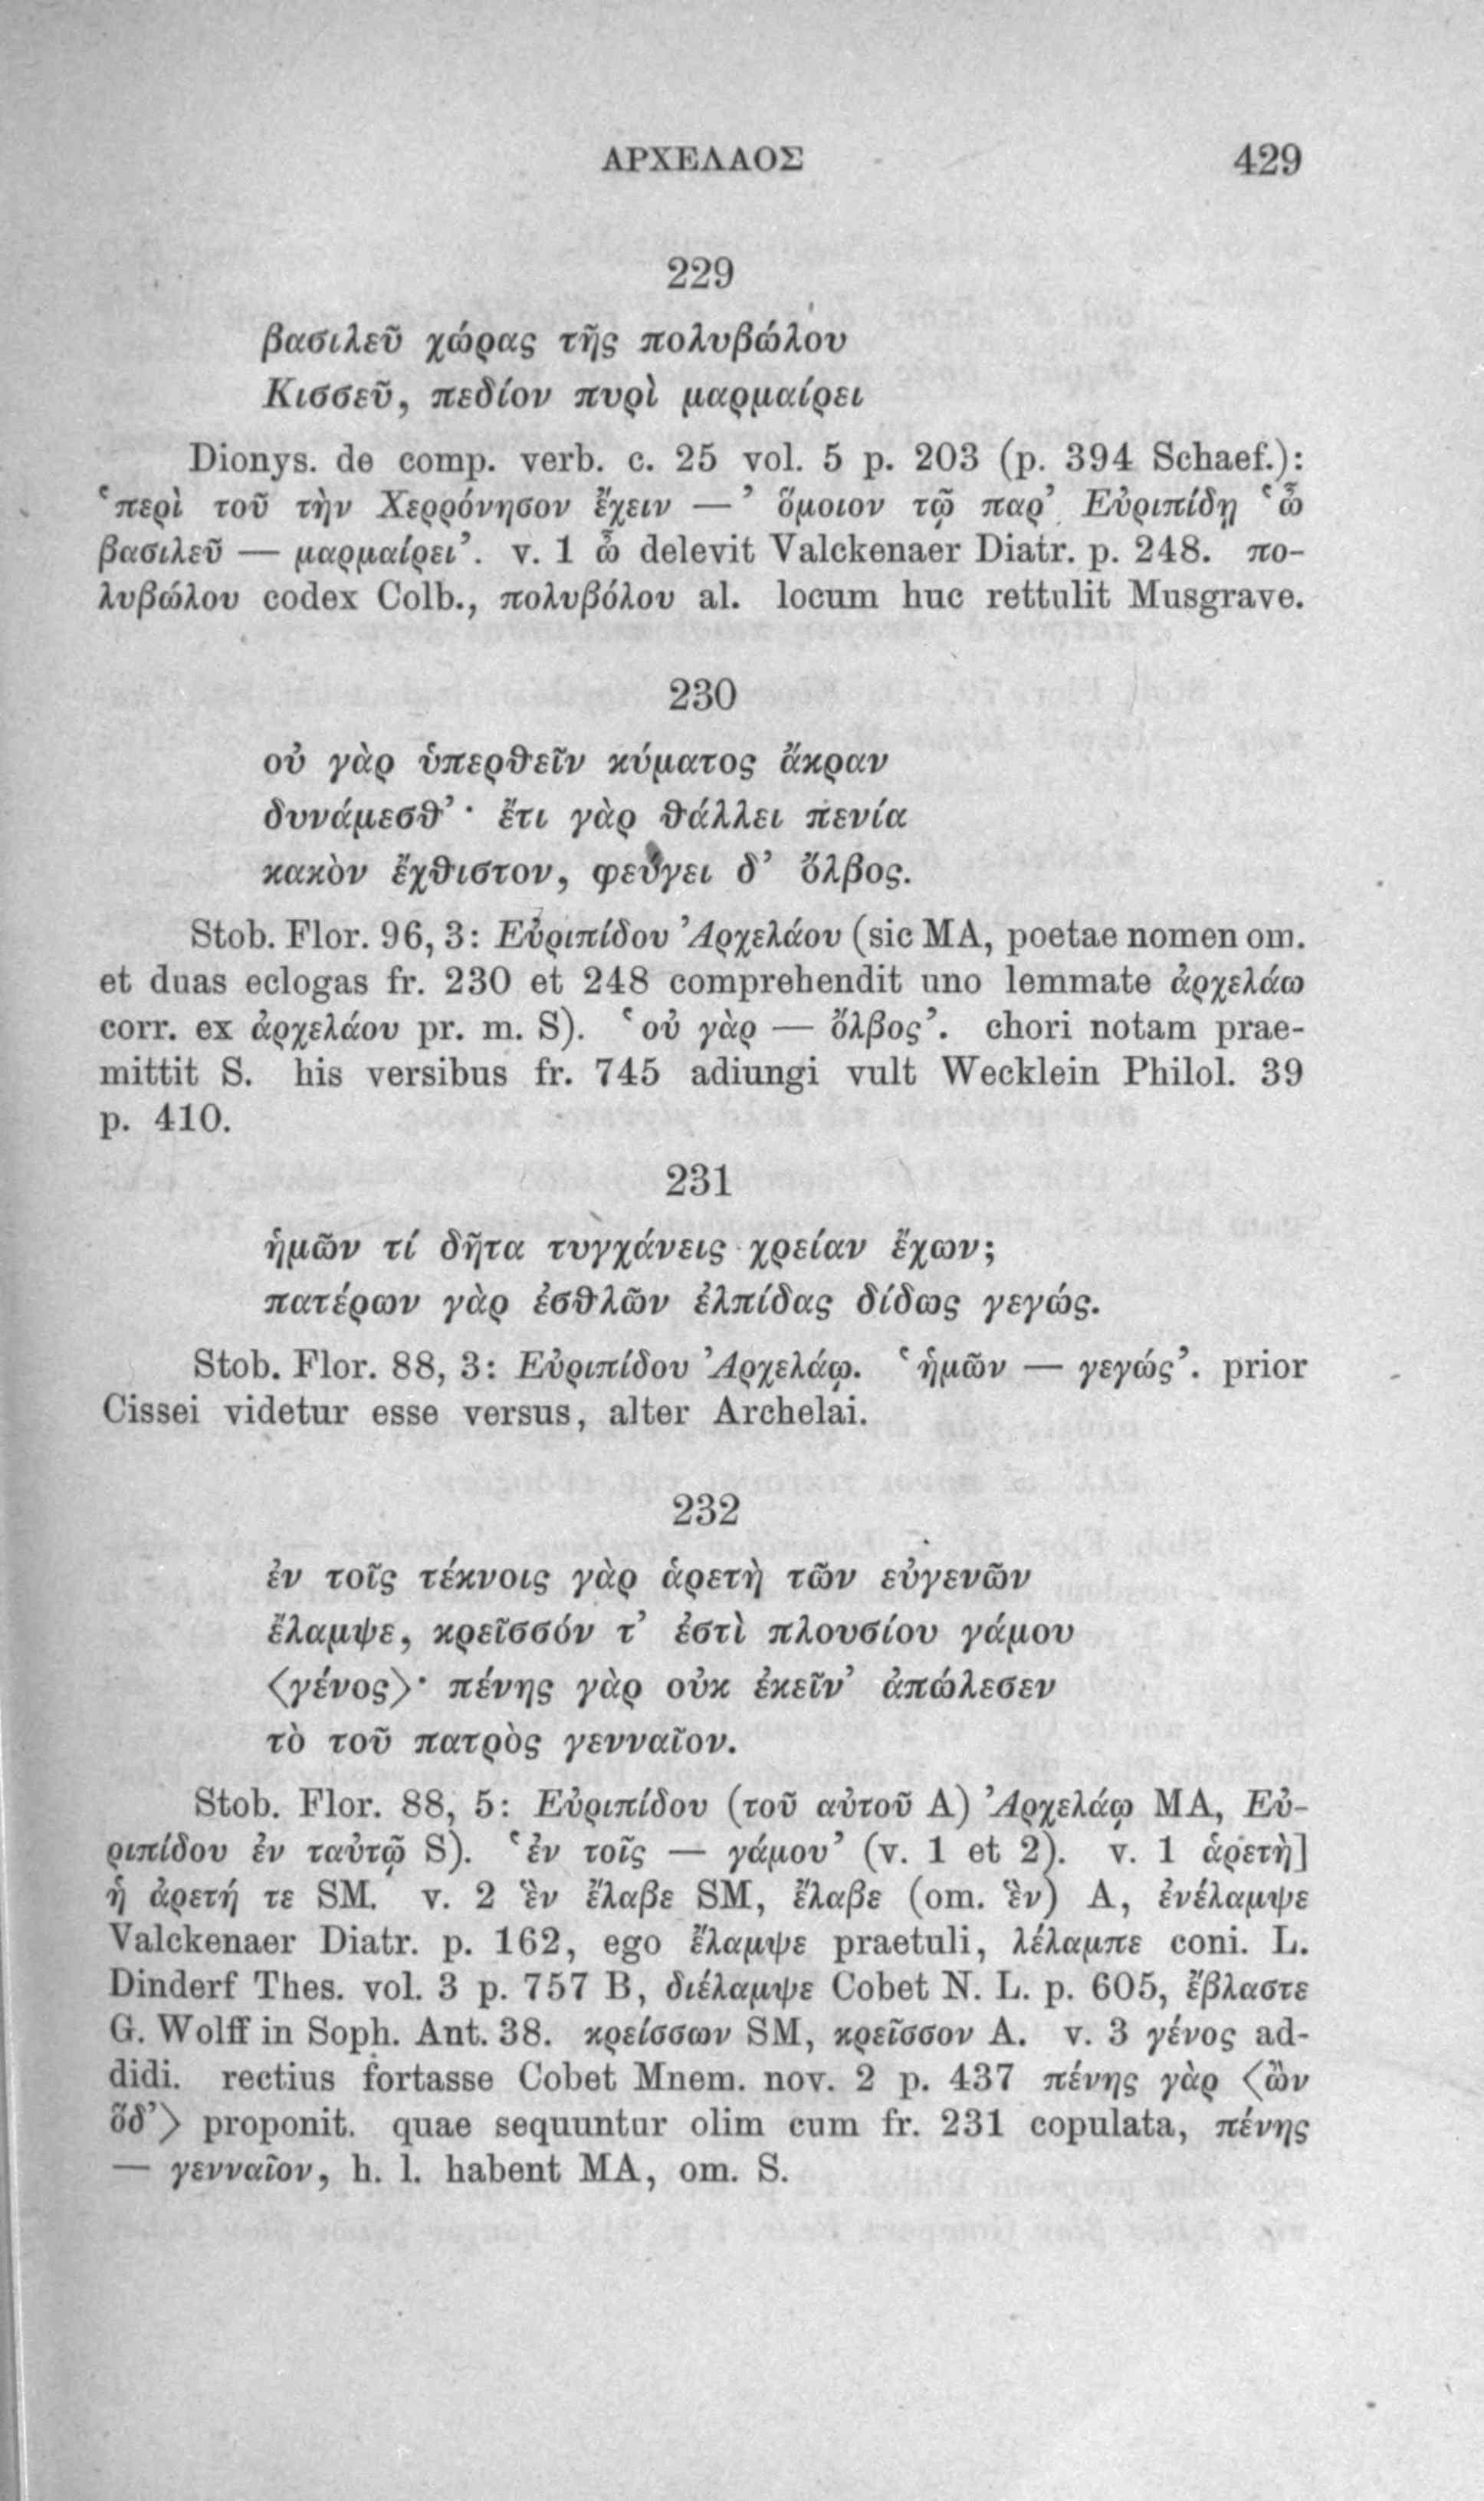 ΑΡΧΕΛΑΟΣ 429
229
βασιλεῦ χώρας τῆς πολυβώλου
Κισσεῦ, πεδίον πυρὶ μαρμαίρει
Dionys. de comp. verb. c. 25 vol. 5 p. 203 (p. 394 Schaef.):
‘περὶ τοῦ τὴν Χερρόνησον ἔχειν — ’ ὅμοιον τῷ παρ’ Εὐριπίδῃ ‘ὦ
βασιλεῦ — μαρμαίρει’. v. 1 ὦ delevit Valckenaer Diatr. p. 248. πο-
λυβώλου codex Colb., πολυβόλου al. locum huc rettulit Musgrave.
230
οὐ γὰρ ὑπερθεῖν κύματος ἄκραν
δυνάμεσθ’· ἔτι γὰρ θάλλει πενία
κακὸν ἔχθιστον, φεύγει δ’ ὄλβος.
Stob. Flor. 96, 3: Εὐριπίδου Ἀρχελάου (sic MA, poetae nomen om.
et duas eclogas fr. 230 et 248 comprehendit uno lemmate ἀρχελάω
corr. ex ἀρχελάου pr. m. S). ‘οὐ γὰρ — ὄλβος’. chori notam prae-
mittit S. his versibus fr. 745 adiungi vult Wecklein Philol. 39
p. 410.
231
ἡμῶν τί δῆτα τυγχάνεις χρείαν ἔχων;
πατέρων γὰρ ἐσθλῶν ἐλπίδας δίδως γεγώς.
Stob. Flor. 88, 3: Εὐριπίδου Ἀρχελάῳ. ‘ἡμῶν — γεγώς’. prior
Cissei videtur esse versus, alter Archelai.
232
ἐν τοῖς τέκνοις γὰρ ἁρετὴ τῶν εὐγενῶν
ἔλαμψε, κρεῖσσόν τ’ ἐστὶ πλουσίου γάμου
⟨γένος⟩· πένης γὰρ οὐκ ἐκεῖν’ ἀπώλεσεν
τὸ τοῦ πατρὸς γενναῖον.
Stob. Flor. 88, 5: Εὐριπίδου (τοῦ αὐτοῦ A) Ἀρχελάῳ MA, Εὐ-
ριπίδου ἐν ταὐτῷ S). ‘ἐν τοῖς — γάμου’ (v. 1 et 2). v. 1 ἁρετὴ]
ἡ ἀρετή τε SM. v. 2 ἓν ἔλαβε SM, ἔλαβε (om. ἓν) A, ἐνέλαμψε
Valckenaer Diatr. p. 162, ego ἔλαμψε praetuli, λέλαμπε coni. L.
Dinderf Thes. vol. 3 p. 757 B, διέλαμψε Cobet N. L. p. 605, ἔβλαστε
G. Wolff in Soph. Ant. 38. κρείσσων SM, κρεῖσσον A. v. 3 γένος ad-
didi. rectius fortasse Cobet Mnem. nov. 2 p. 437 πένης γὰρ ⟨ὢν
ὅδ’⟩ proponit. quae sequuntur olim cum fr. 231 copulata, πένης
— γενναῖον, h. l. habent MA, om. S.